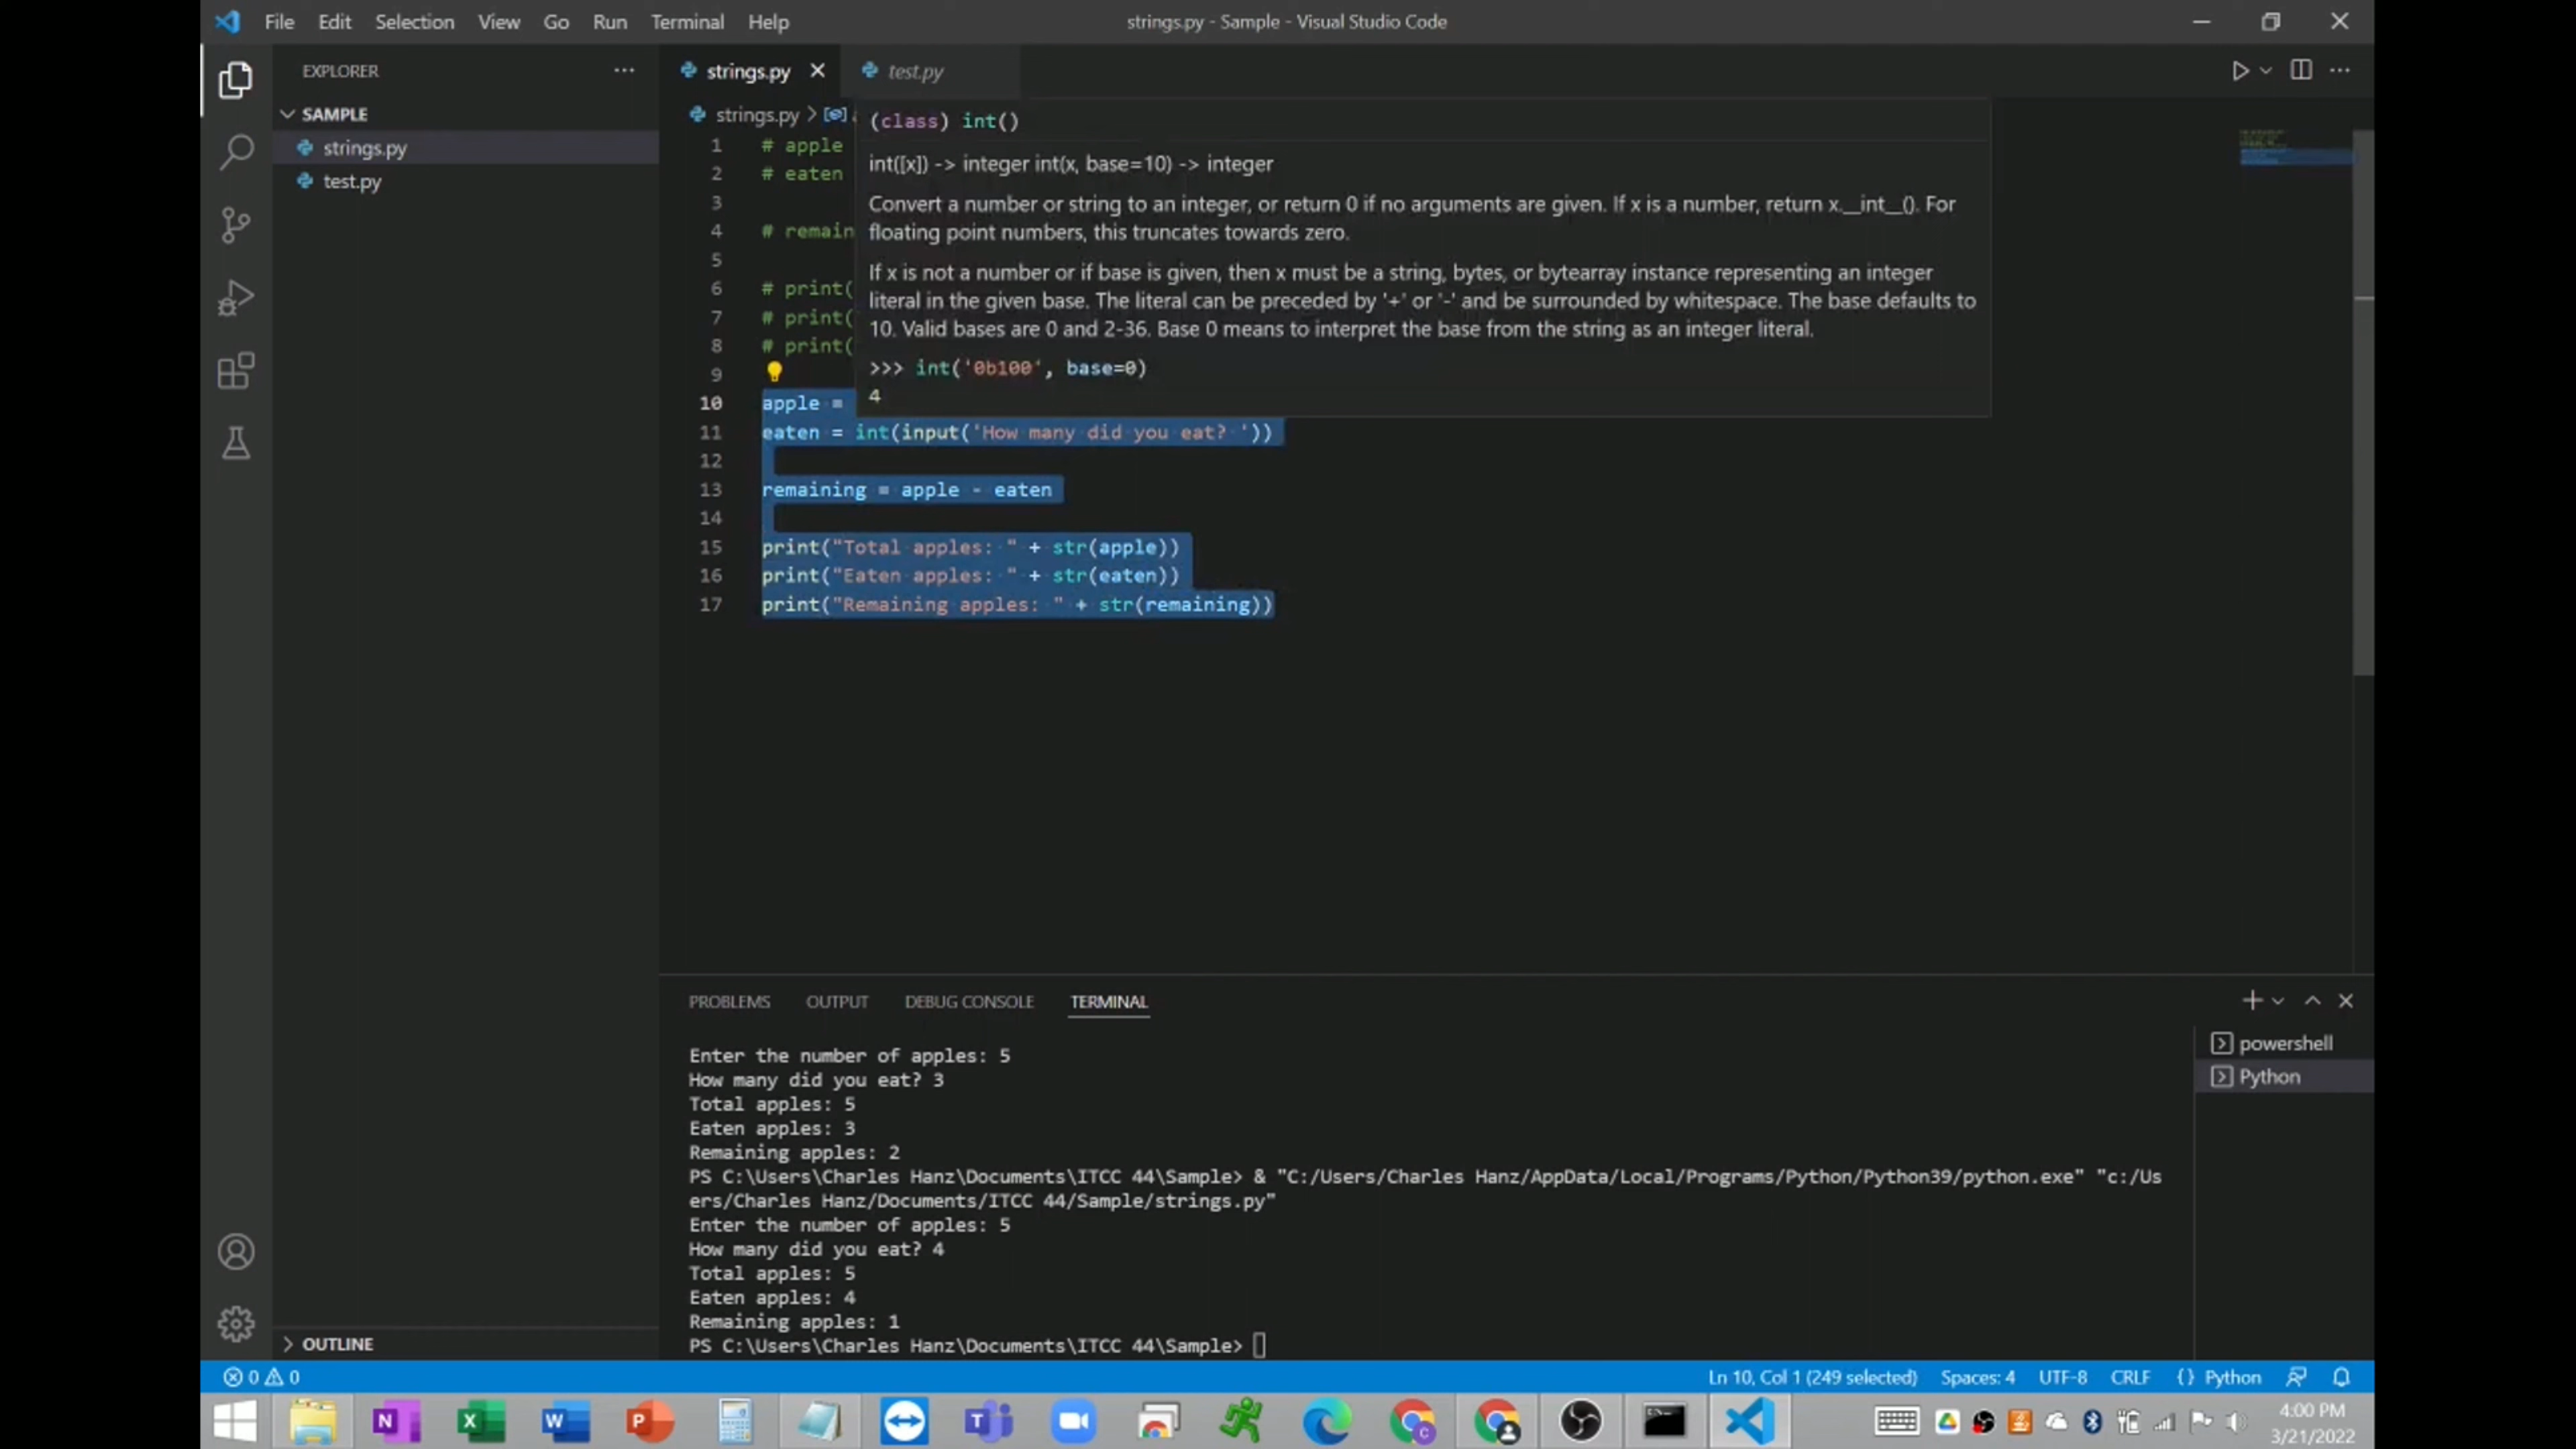 File Edit Selection View Go Run Terminal Help
strings.py - Sample - Visual Studio Code
EXPLORER
SAMPLE
strings.py
test.py
OUTLINE
strings.py
test.py
strings.py
(class) int()
int([x]) -> integer int(x, base=10) -> integer
Convert a number or string to an integer, or return 0 if no arguments are given. If x is a number, return x.__int__(). For
floating point numbers, this truncates towards zero.
If x is not a number or if base is given, then x must be a string, bytes, or bytearray instance representing an integer
literal in the given base. The literal can be preceded by '+' or '-' and be surrounded by whitespace. The base defaults to
10. Valid bases are 0 and 2-36. Base 0 means to interpret the base from the string as an integer literal.
>>> int('0b100', base=0)
4
1 # apple
2 # eaten
3
4 # remain
5
6 # print(
7 # print(
8 # print(
9
10 apple =
11 eaten = int(input('How many did you eat? '))
12
13 remaining = apple - eaten
14
15 print("Total apples: " + str(apple))
16 print("Eaten apples: " + str(eaten))
17 print("Remaining apples: " + str(remaining))
PROBLEMS OUTPUT DEBUG CONSOLE TERMINAL
powershell
Python
Enter the number of apples: 5
How many did you eat? 3
Total apples: 5
Eaten apples: 3
Remaining apples: 2
PS C:\Users\Charles Hanz\Documents\ITCC 44\Sample> & "C:/Users/Charles Hanz/AppData/Local/Programs/Python/Python39/python.exe" "c:/Us
ers/Charles Hanz/Documents/ITCC 44/Sample/strings.py"
Enter the number of apples: 5
How many did you eat? 4
Total apples: 5
Eaten apples: 4
Remaining apples: 1
PS C:\Users\Charles Hanz\Documents\ITCC 44\Sample>
0 0
Ln 10, Col 1 (249 selected) Spaces: 4 UTF-8 CRLF {} Python
4:00 PM
3/21/2022